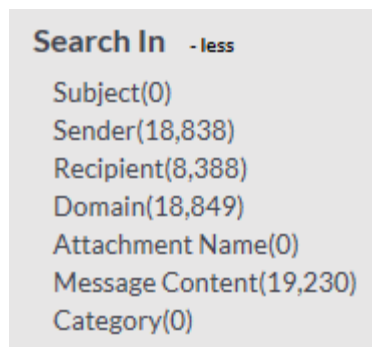 Search In - less
Subject(0)
Sender(18,838)
Recipient(8,388)
Domain(18,849)
Attachment Name(0)
Message Content(19,230)
Category(0)